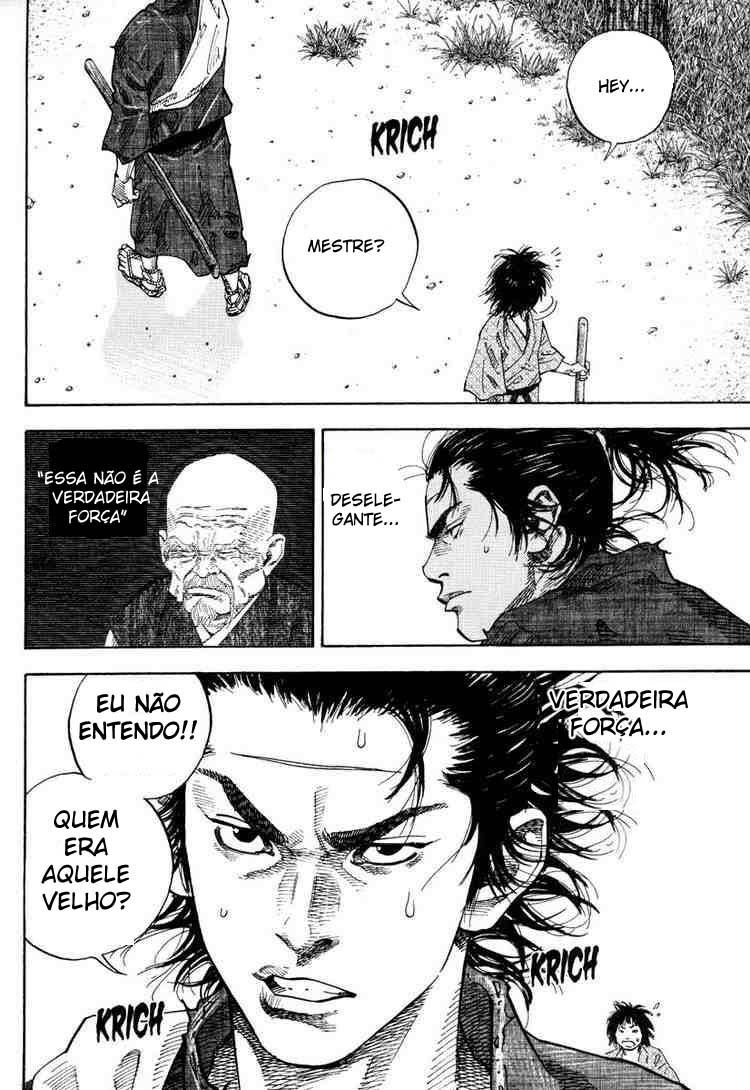 HEY...
KRICH
MESTRE?
"ESSA NÃO É A
VERDADEIRA
FORÇA"
DESELE-
GANTE...
EU NÃO
ENTENDO!!
VERDADEIRA
FORÇA...
QUEM
ERA
AQUELE
VELHO?
KRICH
KRICH